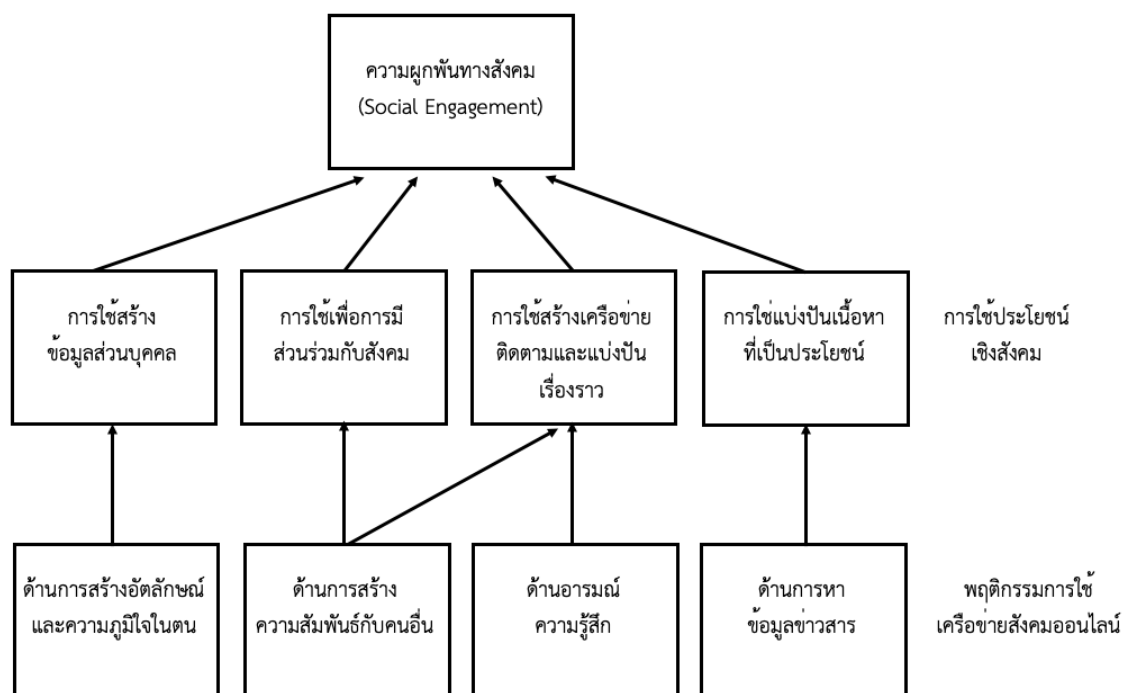 ความผูกพันทางสังคม
(Social Engagement)
การใช้สร้าง
ข้อมูลส่วนบุคคล
การใช้เพื่อการมี
ส่วนร่วมกับสังคม
การใช้สร้างเครือข่าย
ติดตามและแบ่งปัน
เรื่องราว
การใช่แบ่งปันเนื้อหา
ที่เป็นประโยชน์
การใช้ประโยชน์
เชิงสังคม
ด้านการสร้างอัตลักษณ์
และความภูมิใจในตน
ด้านการสร้าง
ความสัมพันธ์กับคนอื่น
ด้านอารมณ์
ความรู้สึก
ด้านการหา
ข้อมูลข่าวสาร
พฤติกรรมการใช้
เครือข่ายสังคมออนไลน์